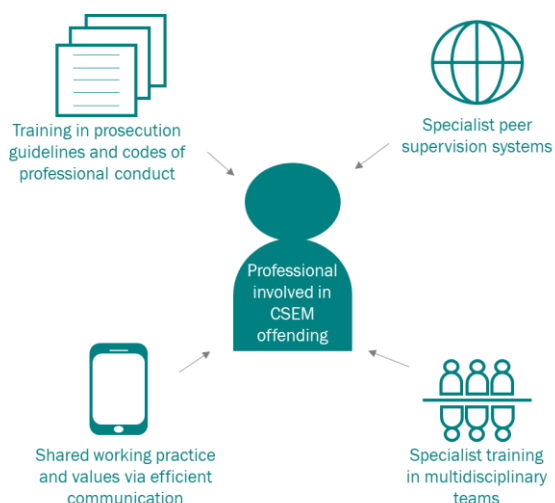 Training in prosecution
guidelines and codes of
professional conduct
Specialist peer
supervision systems
Professional
involved in
CSEM
offending
Shared working practice
and values via efficient
communication
Specialist training
in multidisciplinary
teams